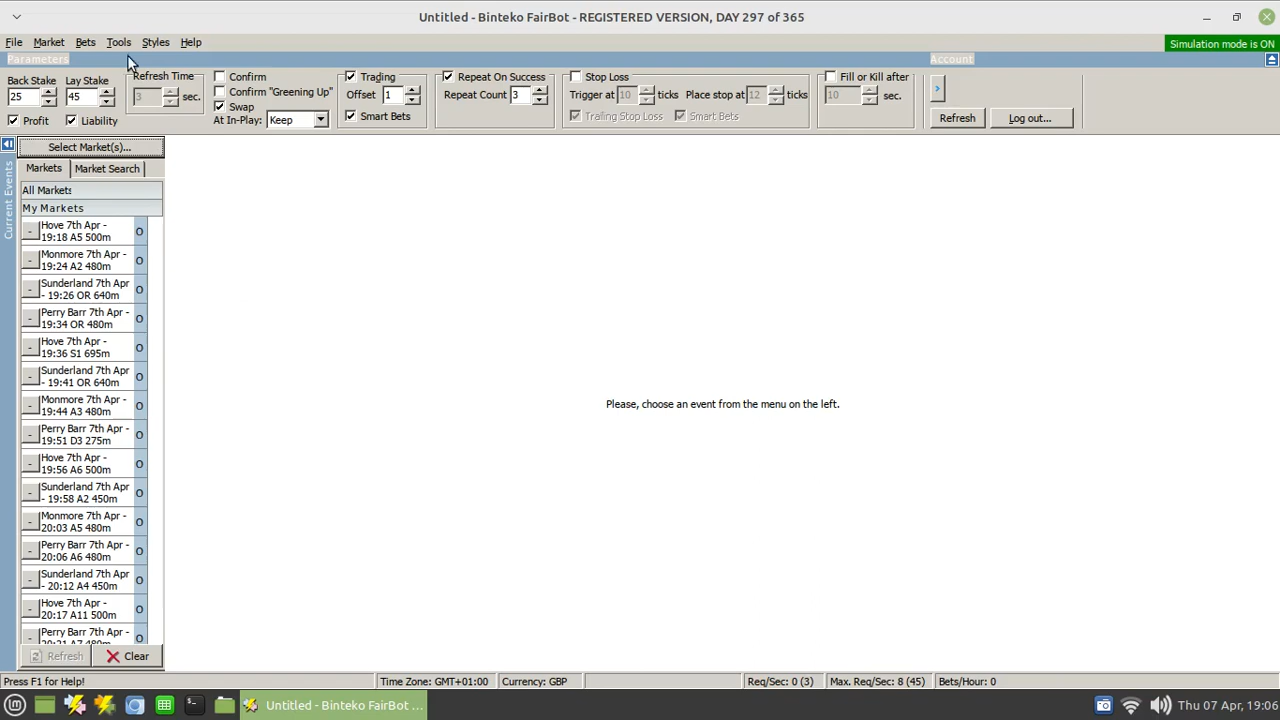 Untitled - Binteko FairBot - REGISTERED VERSION, DAY 297 of 365
File Market Bets Tools Styles Help
Simulation mode is ON
Parameters
Account
Back Stake Lay Stake
25 45
Profit Liability
Refresh Time
3 sec.
Confirm
Confirm "Greening Up"
Swap
At In-Play: Keep
Trading
Offset 1
Smart Bets
Repeat On Success
Repeat Count 3
Stop Loss
Trigger at 10 ticks Place stop at 12 ticks
Trailing Stop Loss Smart Bets
Fill or Kill after
10 sec.
>
Refresh Log out...
Current Events
Select Market(s)...
Markets Market Search
All Markets
My Markets
- Hove 7th Apr - O
19:18 A5 500m
- Monmore 7th Apr - O
19:24 A2 480m
- Sunderland 7th Apr O
- 19:26 OR 640m
- Perry Barr 7th Apr - O
19:34 OR 480m
- Hove 7th Apr - O
19:36 S1 695m
- Sunderland 7th Apr O
- 19:41 OR 640m
- Monmore 7th Apr - O
19:44 A3 480m
- Perry Barr 7th Apr - O
19:51 D3 275m
- Hove 7th Apr - O
19:56 A6 500m
- Sunderland 7th Apr O
- 19:58 A2 450m
- Monmore 7th Apr - O
20:03 A5 480m
- Perry Barr 7th Apr - O
20:06 A6 480m
- Sunderland 7th Apr O
- 20:12 A4 450m
- Hove 7th Apr - O
20:17 A11 500m
- Perry Barr 7th Apr - O
20:21 A7 480m
Refresh Clear
Please, choose an event from the menu on the left.
Press F1 for Help! Time Zone: GMT+01:00 Currency: GBP Req/Sec: 0 (3) Max. Req/Sec: 8 (45) Bets/Hour: 0
Untitled - Binteko FairBot ... Thu 07 Apr, 19:06